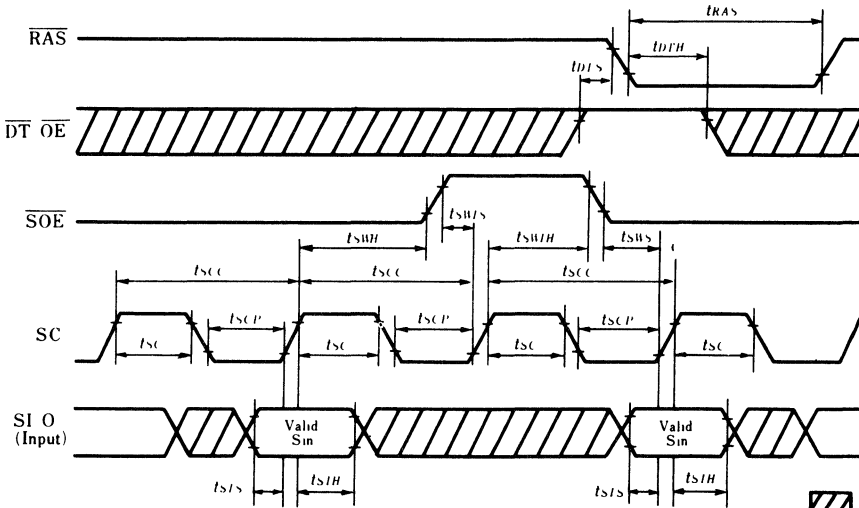 tRAS
RAS
tDTH
tDTS
DT OE
SOE
tSWIS
tSWH
tSWIH
tSWS
tSCC
tSCC
tSCC
SC
tSCP
tSCP
tSCP
tSC
tSC
tSC
tSC
SI O
(Input)
Valid
Sin
Valid
Sin
tSIS
tSIH
tSIS
tSIH